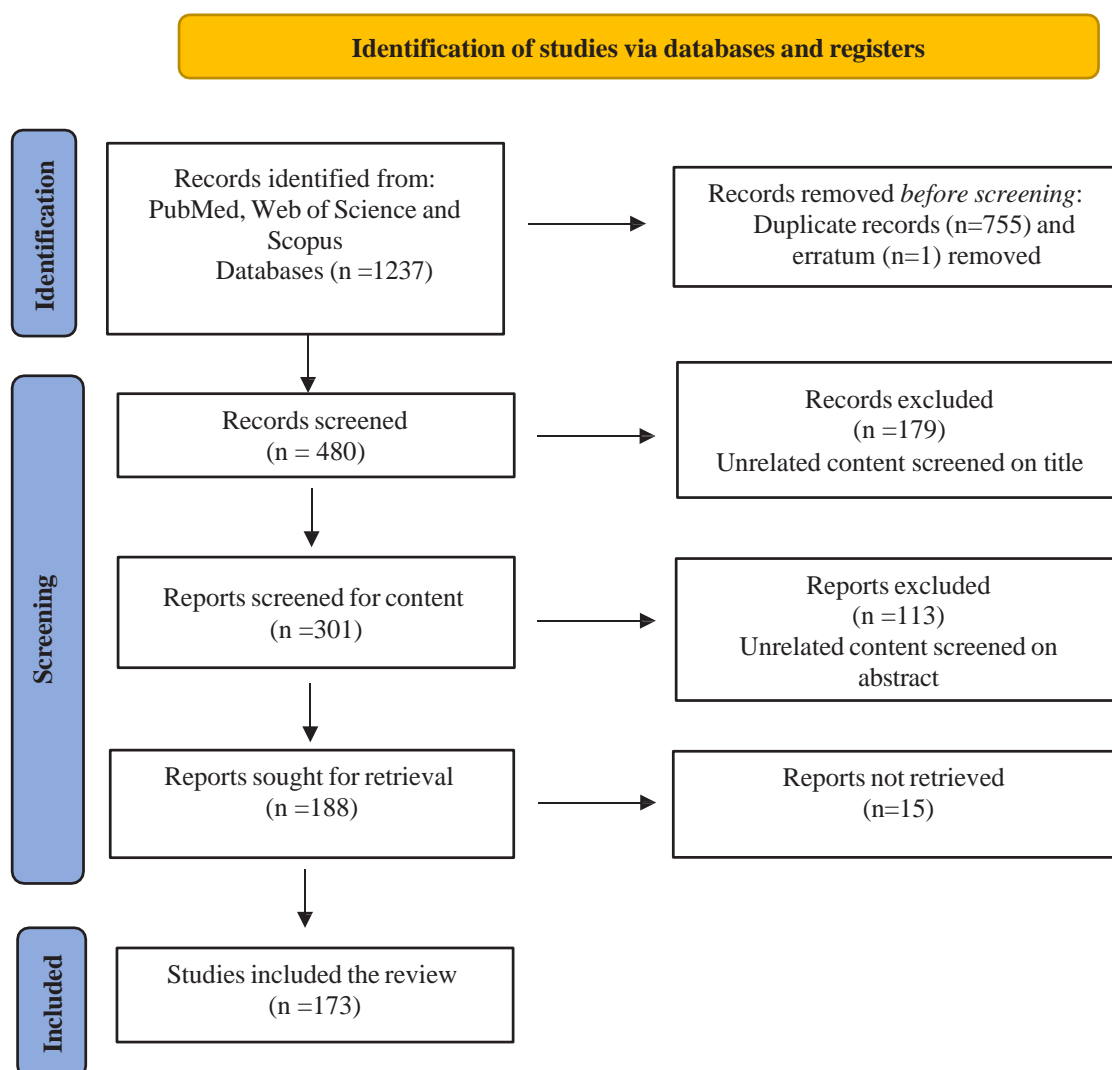 Identification of studies via databases and registers
Identification
Records identified from:
PubMed, Web of Science and
Scopus
Databases (n =1237)
Records removed before screening:
Duplicate records (n=755) and
erratum (n=1) removed
Screening
Records screened
(n = 480)
Records excluded
(n =179)
Unrelated content screened on title
Reports screened for content
(n =301)
Reports excluded
(n =113)
Unrelated content screened on
abstract
Reports sought for retrieval
(n =188)
Reports not retrieved
(n=15)
Included
Studies included the review
(n =173)